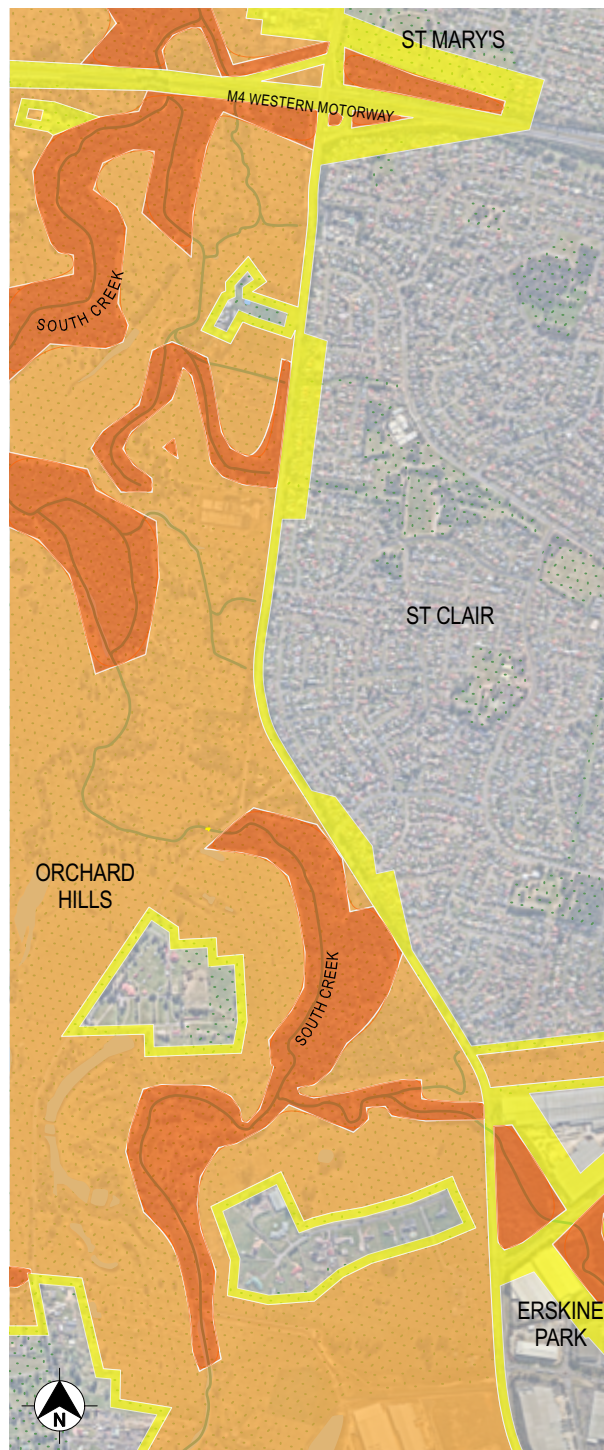 ST MARY'S
M4 WESTERN MOTORWAY
SOUTH CREEK
ST CLAIR
ORCHARD
HILLS
SOUTH CREEK
ERSKINE
PARK
N